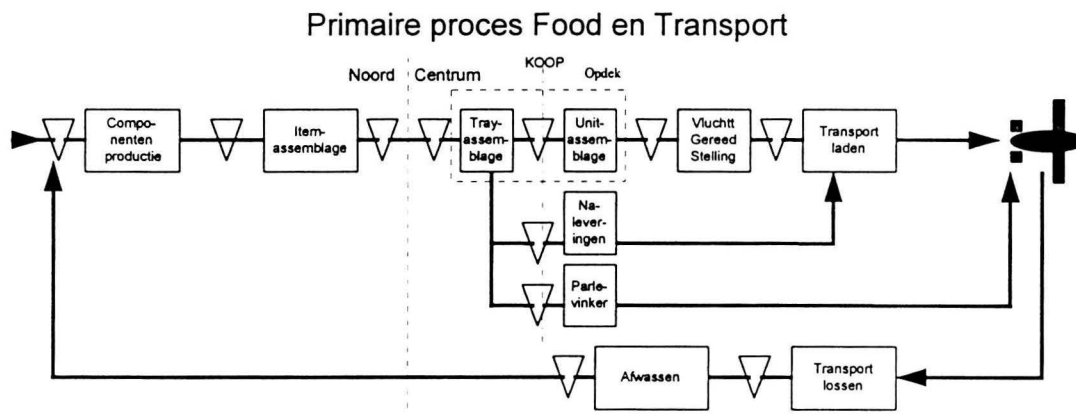 Primaire proces Food en Transport
Noord
Centrum
KOOP
Opdek
Compo-
nenten
productie
Item-
assemblage
Tray-
assem-
blage
Unit-
assem-
blage
Vluchtt
Gereed
Stelling
Transport
laden
Na-
lever-
ingen
Parle-
vinker
Afwassen
Transport
lossen